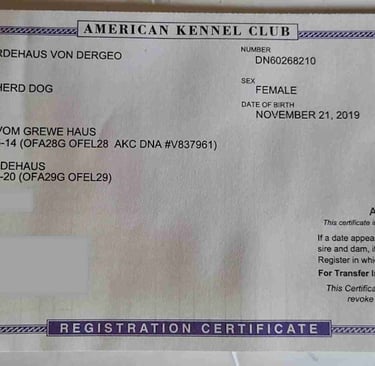 AMERICAN KENNEL CLUB
RDEHAUS VON DERGEO
NUMBER
DN60268210
HERD DOG
SEX
FEMALE
DATE OF BIRTH
NOVEMBER 21, 2019
VOM GREWE HAUS
-14 (OFA28G OFEL28 AKC DNA #V837961)
DEHAUS
-20 (OFA29G OFEL29)
A
This certificate i
If a date appea
sire and dam, i
Register in whic
For Transfer I
This Certifica
revoke
REGISTRATION CERTIFICATE